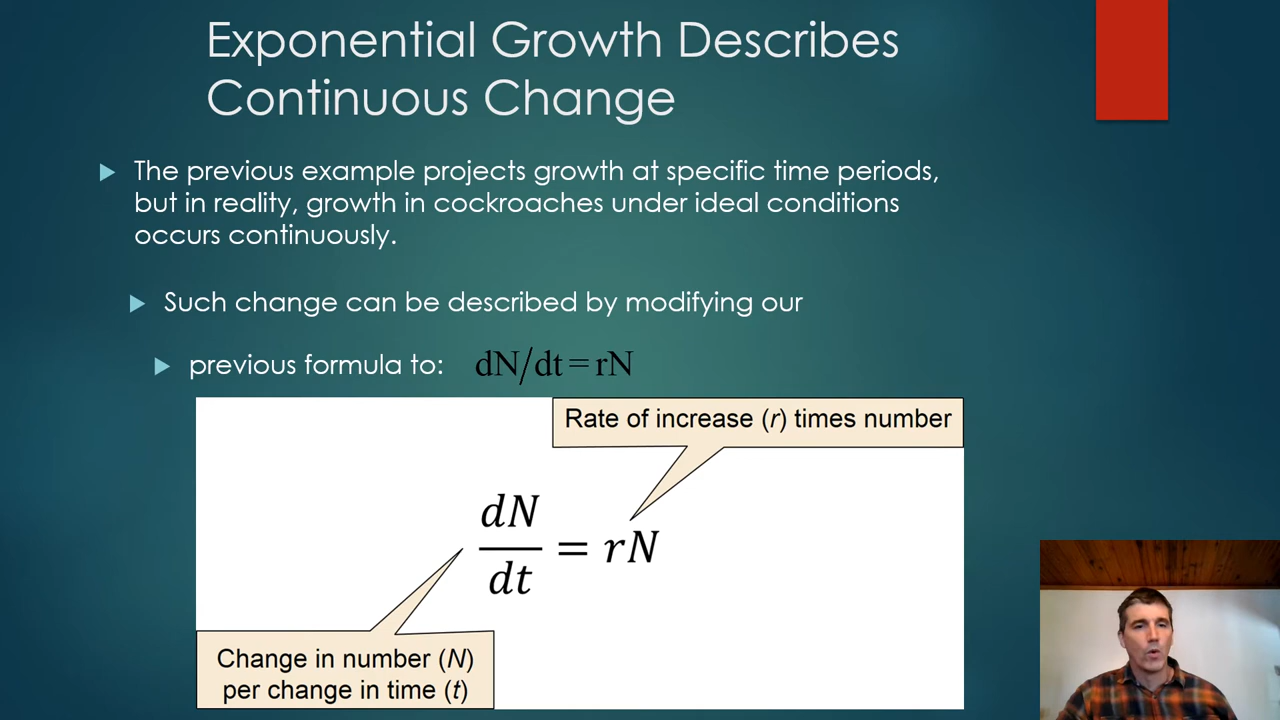 Exponential Growth Describes
Continuous Change
The previous example projects growth at specific time periods,
but in reality, growth in cockroaches under ideal conditions
occurs continuously.
Such change can be described by modifying our
previous formula to: dN/dt = rN
Rate of increase (r) times number
dN
dt
= rN
Change in number (N)
per change in time (t)